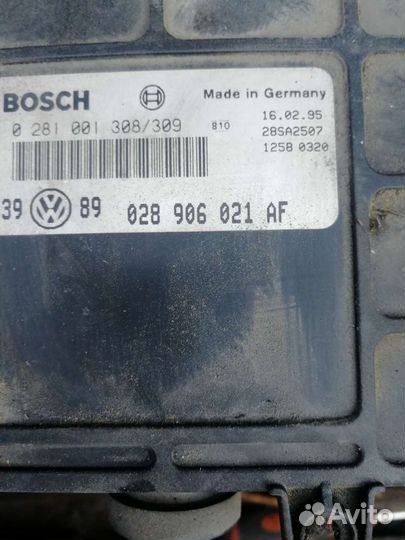 BOSCH
Made in Germany
0 281 001 308/309
810
16.02.95
28SA2507
1258 0320
39 VW 89
028 906 021 AF
Avito